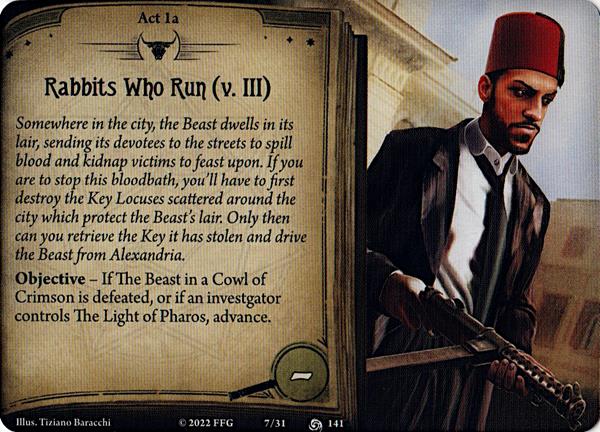 Act 1a
Rabbits Who Run (v. III)
Somewhere in the city, the Beast dwells in its
lair, sending its devotees to the streets to spill
blood and kidnap victims to feast upon. If you
are to stop this bloodbath, you'll have to first
destroy the Key Locuses scattered around the
city which protect the Beast's lair. Only then
can you retrieve the Key it has stolen and drive
the Beast from Alexandria.
Objective – If The Beast in a Cowl of
Crimson is defeated, or if an investgator
controls The Light of Pharos, advance.
–
Illus. Tiziano Baracchi © 2022 FFG 7/31 141